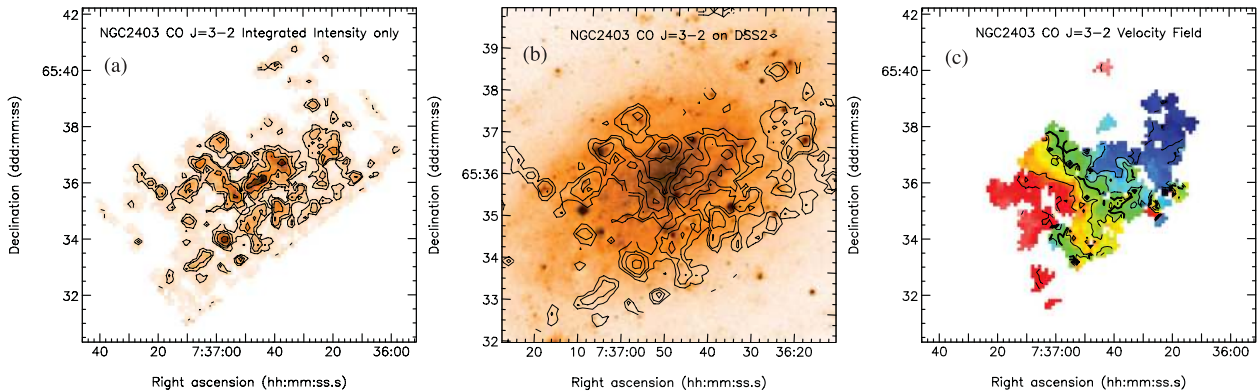 NGC2403 CO J=3-2 Integrated Intensity only
(a)
42
65:40
38
36
34
32
Declination (ddd:mm:ss)
40 20 7:37:00 40 20 36:00
Right ascension (hh:mm:ss.s)
NGC2403 CO J=3-2 on DSS2
(b)
39
38
37
65:36
35
34
33
32
Declination (ddd:mm:ss)
20 10 7:37:00 50 40 30 36:20
Right ascension (hh:mm:ss.s)
NGC2403 CO J=3-2 Velocity Field
(c)
42
65:40
38
36
34
32
Declination (ddd:mm:ss)
40 20 7:37:00 40 20 36:00
Right ascension (hh:mm:ss.s)